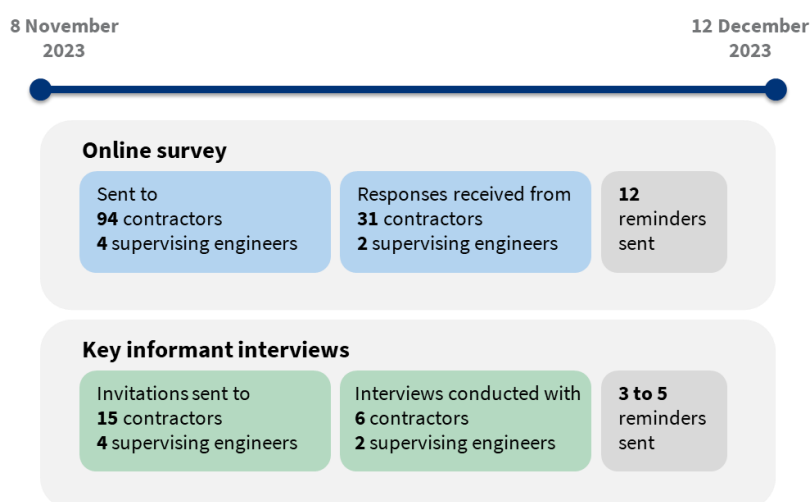 8 November
2023
12 December
2023
Online survey
Sent to
94 contractors
4 supervising engineers
Responses received from
31 contractors
2 supervising engineers
12
reminders
sent
Key informant interviews
Invitations sent to
15 contractors
4 supervising engineers
Interviews conducted with
6 contractors
2 supervising engineers
3 to 5
reminders
sent